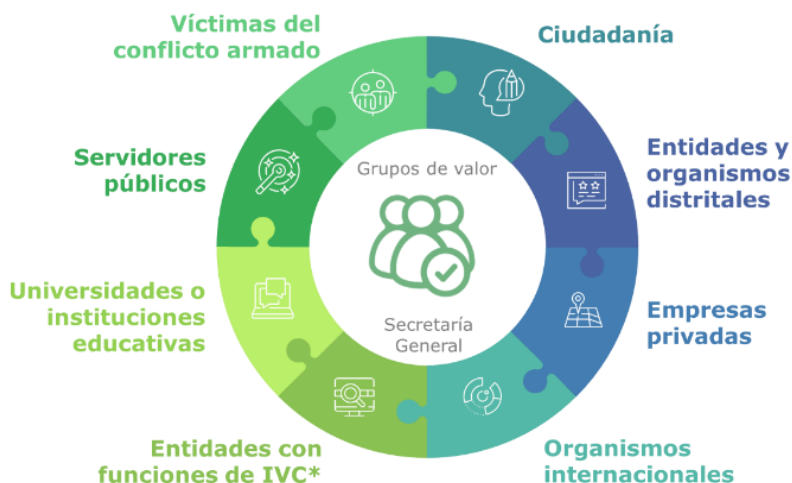 Víctimas del
conflicto armado
Ciudadanía
Servidores
públicos
Grupos de valor
Entidades y
organismos
distritales
Universidades o
instituciones
educativas
Secretaría
General
Empresas
privadas
Entidades con
funciones de IVC*
Organismos
internacionales